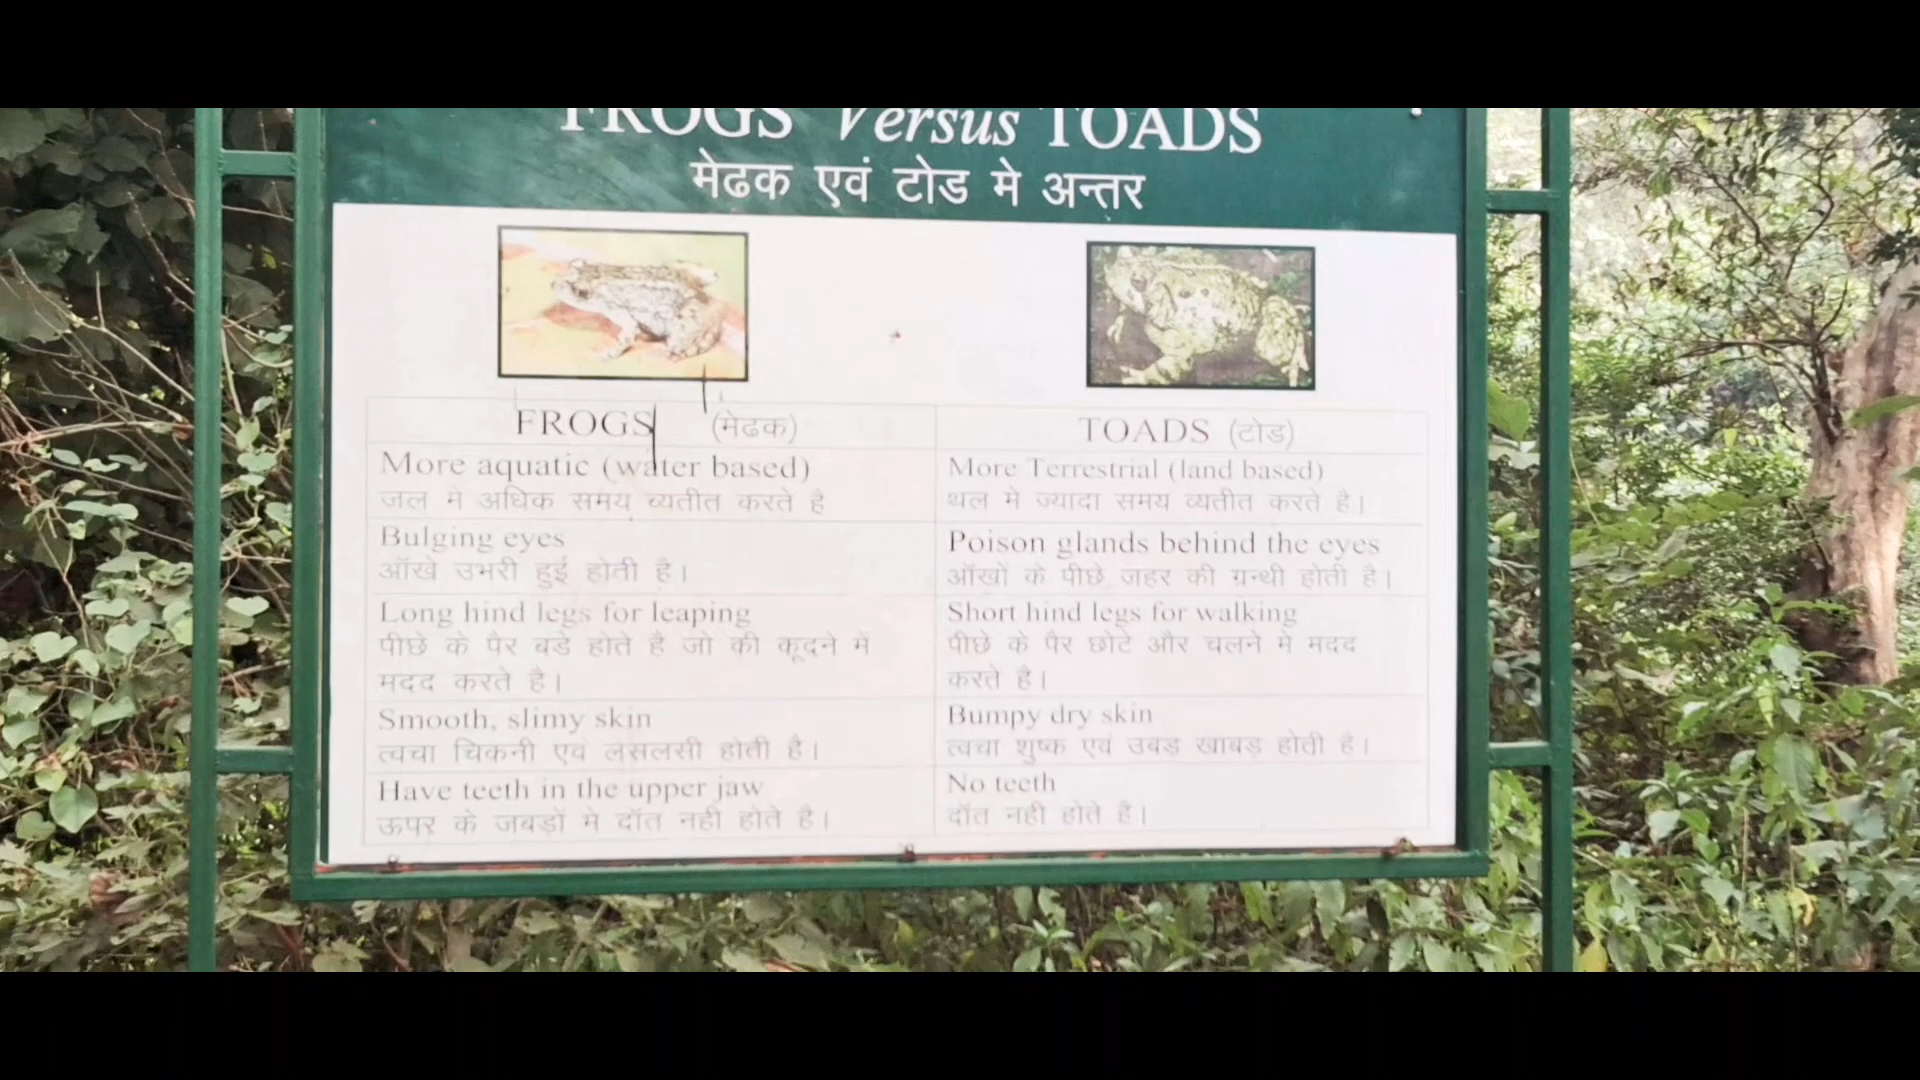 FROGS Versus TOADS
मेढक एवं टोड मे अन्तर
FROGS (मेढक)
TOADS (टोड)
More aquatic (water based)
जल मे अधिक समय व्यतीत करते है
More Terrestrial (land based)
थल मे ज्यादा समय व्यतीत करते है।
Bulging eyes
ऑखे उभरी हुई होती है।
Poison glands behind the eyes
ऑखों के पीछे जहर की ग्रन्थी होती है।
Long hind legs for leaping
पीछे के पैर बडे होते है जो की कूदने में
मदद करते है।
Short hind legs for walking
पीछे के पैर छोटे और चलने मे मदद
करते है।
Smooth, slimy skin
त्वचा चिकनी एवं लसलसी होती है।
Bumpy dry skin
त्वचा शुष्क एवं उबड़ खाबड़ होती है।
Have teeth in the upper jaw
ऊपर के जबड़ों मे दॉत नही होते है।
No teeth
दॉत नही होते है।